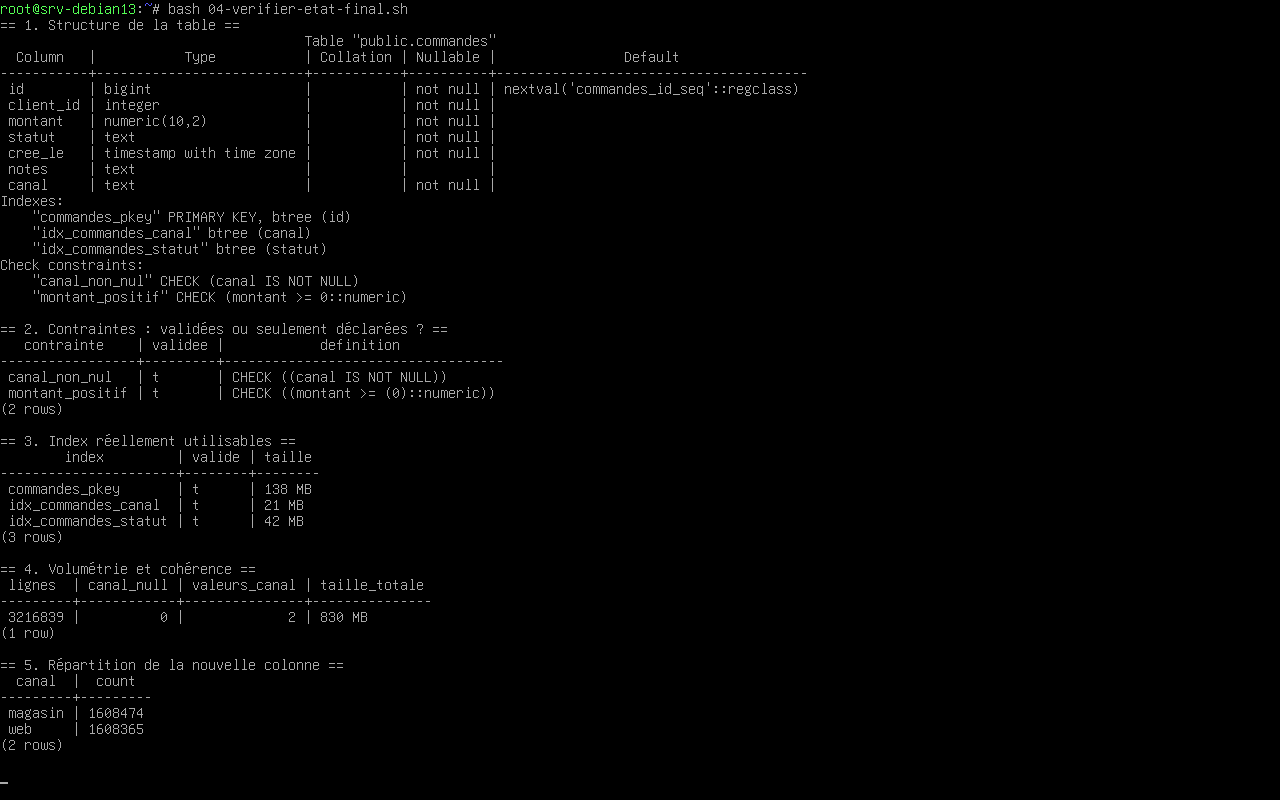 root@srv-debian13:~# bash 04-verifier-etat-final.sh
== 1. Structure de la table ==
                                      Table "public.commandes"
  Column   |           Type           | Collation | Nullable |                Default
-----------+--------------------------+-----------+----------+---------------------------------------
 id        | bigint                   |           | not null | nextval('commandes_id_seq'::regclass)
 client_id | integer                  |           | not null |
 montant   | numeric(10,2)            |           | not null |
 statut    | text                     |           | not null |
 cree_le   | timestamp with time zone |           | not null |
 notes     | text                     |           |          |
 canal     | text                     |           | not null |
Indexes:
    "commandes_pkey" PRIMARY KEY, btree (id)
    "idx_commandes_canal" btree (canal)
    "idx_commandes_statut" btree (statut)
Check constraints:
    "canal_non_nul" CHECK (canal IS NOT NULL)
    "montant_positif" CHECK (montant >= 0::numeric)

== 2. Contraintes : validées ou seulement déclarées ? ==
   contrainte    | validee |            definition
-----------------+---------+-----------------------------------
 canal_non_nul   | t       | CHECK ((canal IS NOT NULL))
 montant_positif | t       | CHECK ((montant >= (0)::numeric))
(2 rows)

== 3. Index réellement utilisables ==
        index         | valide | taille
----------------------+--------+--------
 commandes_pkey       | t      | 138 MB
 idx_commandes_canal  | t      | 21 MB
 idx_commandes_statut | t      | 42 MB
(3 rows)

== 4. Volumétrie et cohérence ==
 lignes  | canal_null | valeurs_canal | taille_totale
---------+------------+---------------+---------------
 3216839 |          0 |             2 | 830 MB
(1 row)

== 5. Répartition de la nouvelle colonne ==
  canal  |  count
---------+---------
 magasin | 1608474
 web     | 1608365
(2 rows)